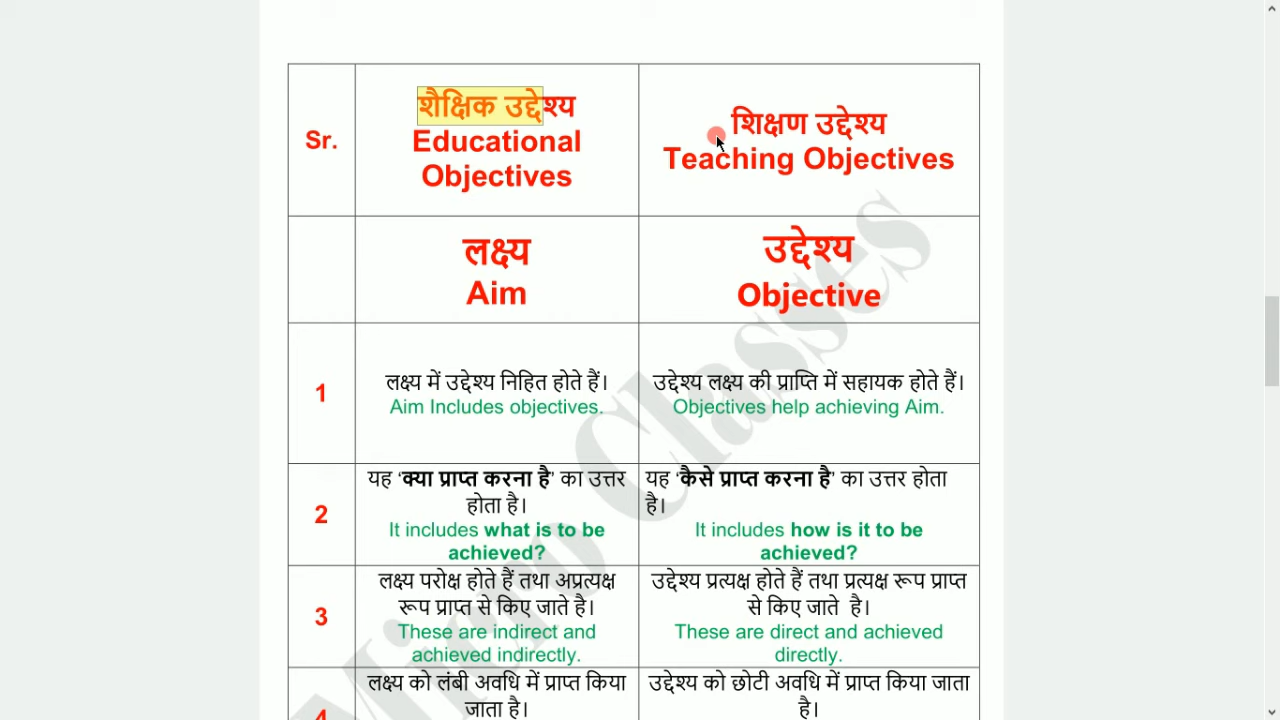 Sr.
शैक्षिक उद्देश्य
Educational
Objectives
शिक्षण उद्देश्य
Teaching Objectives
लक्ष्य
Aim
उद्देश्य
Objective
1
लक्ष्य में उद्देश्य निहित होते हैं।
Aim Includes objectives.
उद्देश्य लक्ष्य की प्राप्ति में सहायक होते हैं।
Objectives help achieving Aim.
2
यह ‘क्या प्राप्त करना है’ का उत्तर
होता है।
It includes what is to be
achieved?
यह ‘कैसे प्राप्त करना है’ का उत्तर होता
है।
It includes how is it to be
achieved?
3
लक्ष्य परोक्ष होते हैं तथा अप्रत्यक्ष
रूप प्राप्त से किए जाते है।
These are indirect and
achieved indirectly.
उद्देश्य प्रत्यक्ष होते हैं तथा प्रत्यक्ष रूप प्राप्त
से किए जाते है।
These are direct and achieved
directly.
4
लक्ष्य को लंबी अवधि में प्राप्त किया
जाता है।
उद्देश्य को छोटी अवधि में प्राप्त किया जाता
है।
Micro Classes